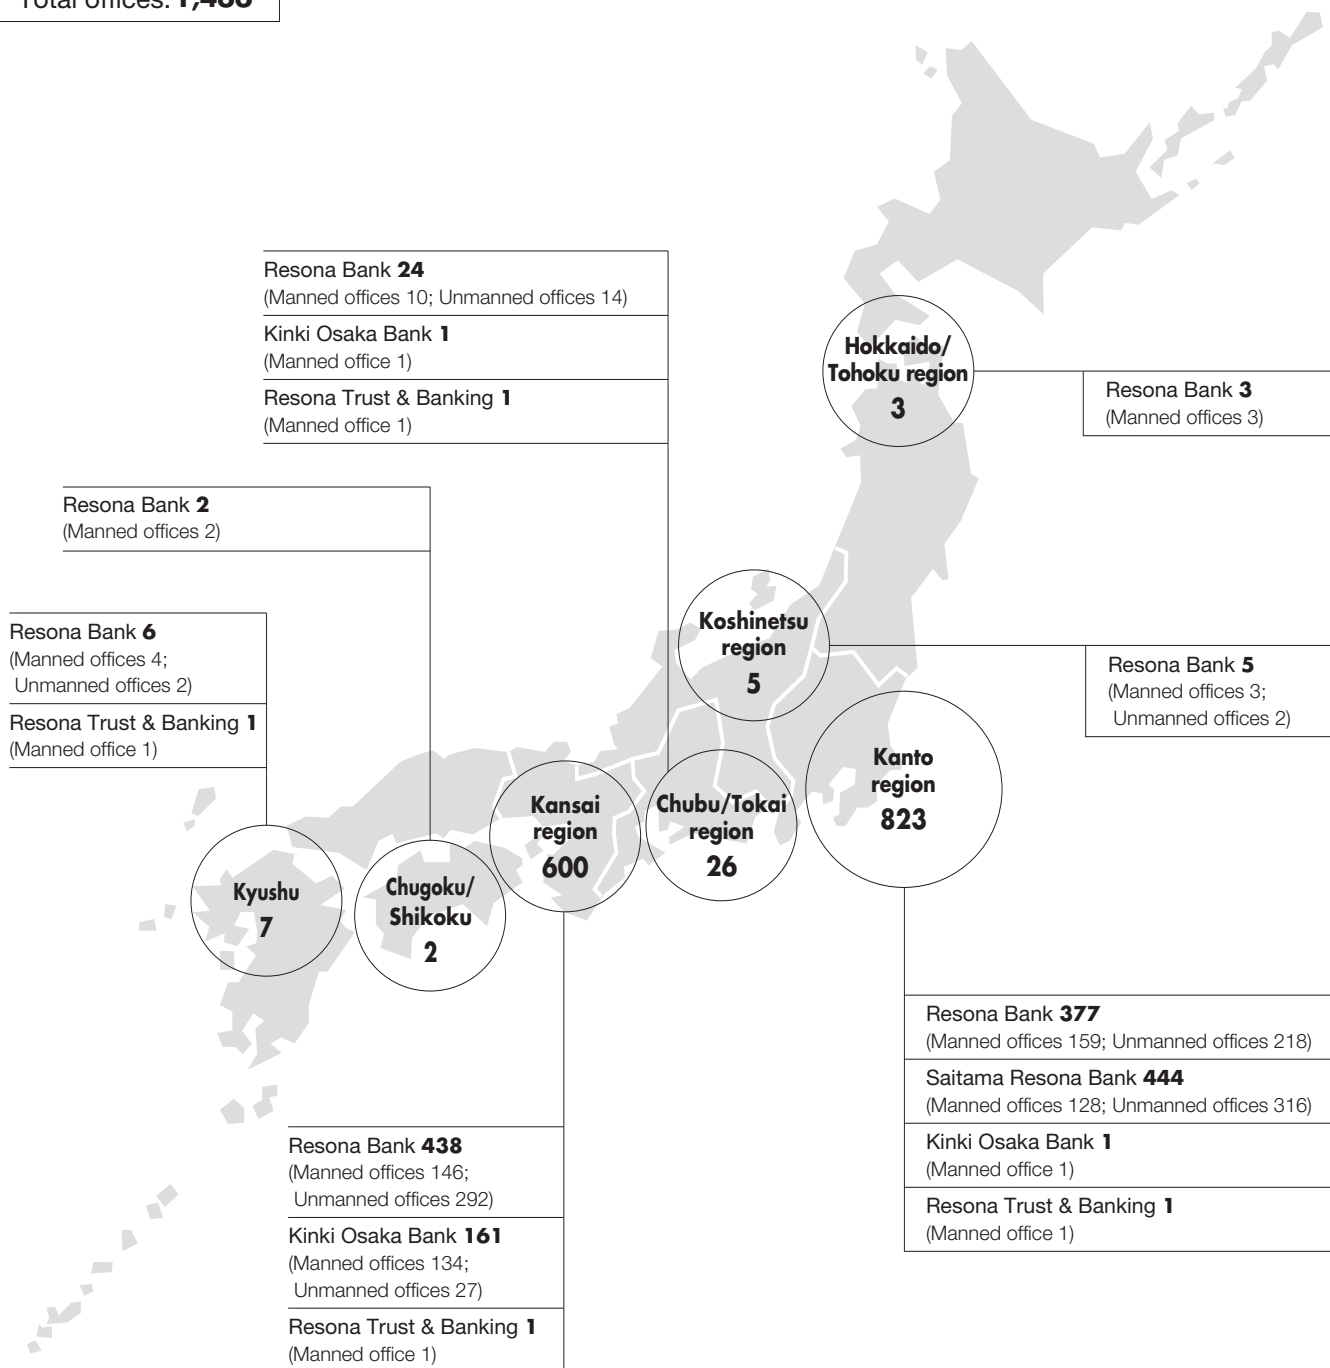 Total offices: 1,466
Resona Bank 24
(Manned offices 10; Unmanned offices 14)
Kinki Osaka Bank 1
(Manned office 1)
Resona Trust & Banking 1
(Manned office 1)
Hokkaido/
Tohoku region
3
Resona Bank 3
(Manned offices 3)
Resona Bank 2
(Manned offices 2)
Resona Bank 6
(Manned offices 4;
Unmanned offices 2)
Resona Trust & Banking 1
(Manned office 1)
Koshinetsu
region
5
Resona Bank 5
(Manned offices 3;
Unmanned offices 2)
Kyushu
7
Chugoku/
Shikoku
2
Kansai
region
600
Chubu/Tokai
region
26
Kanto
region
823
Resona Bank 438
(Manned offices 146;
Unmanned offices 292)
Kinki Osaka Bank 161
(Manned offices 134;
Unmanned offices 27)
Resona Trust & Banking 1
(Manned office 1)
Resona Bank 377
(Manned offices 159; Unmanned offices 218)
Saitama Resona Bank 444
(Manned offices 128; Unmanned offices 316)
Kinki Osaka Bank 1
(Manned office 1)
Resona Trust & Banking 1
(Manned office 1)